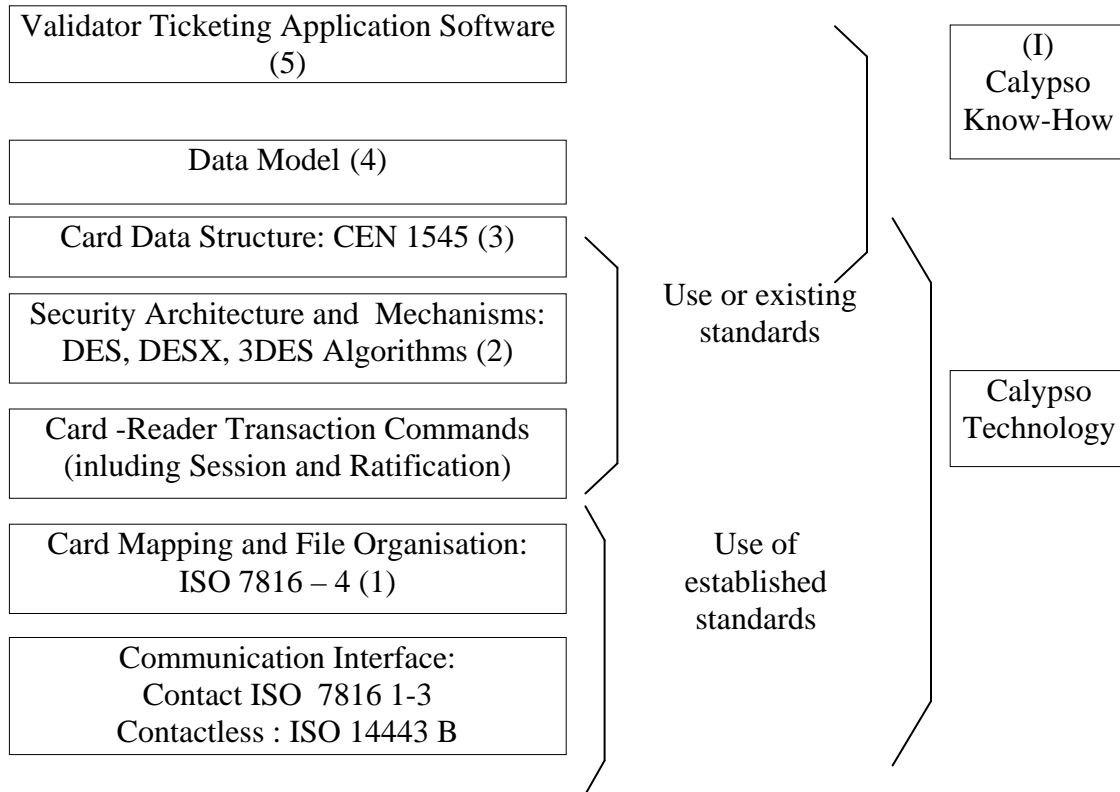 Validator Ticketing Application Software
(5)
Data Model (4)
Card Data Structure: CEN 1545 (3)
Security Architecture and Mechanisms:
DES, DESX, 3DES Algorithms (2)
Card -Reader Transaction Commands
(inluding Session and Ratification)
Card Mapping and File Organisation:
ISO 7816 – 4 (1)
Communication Interface:
Contact ISO 7816 1-3
Contactless : ISO 14443 B
Use or existing
standards
Use of
established
standards
(I)
Calypso
Know-How
Calypso
Technology